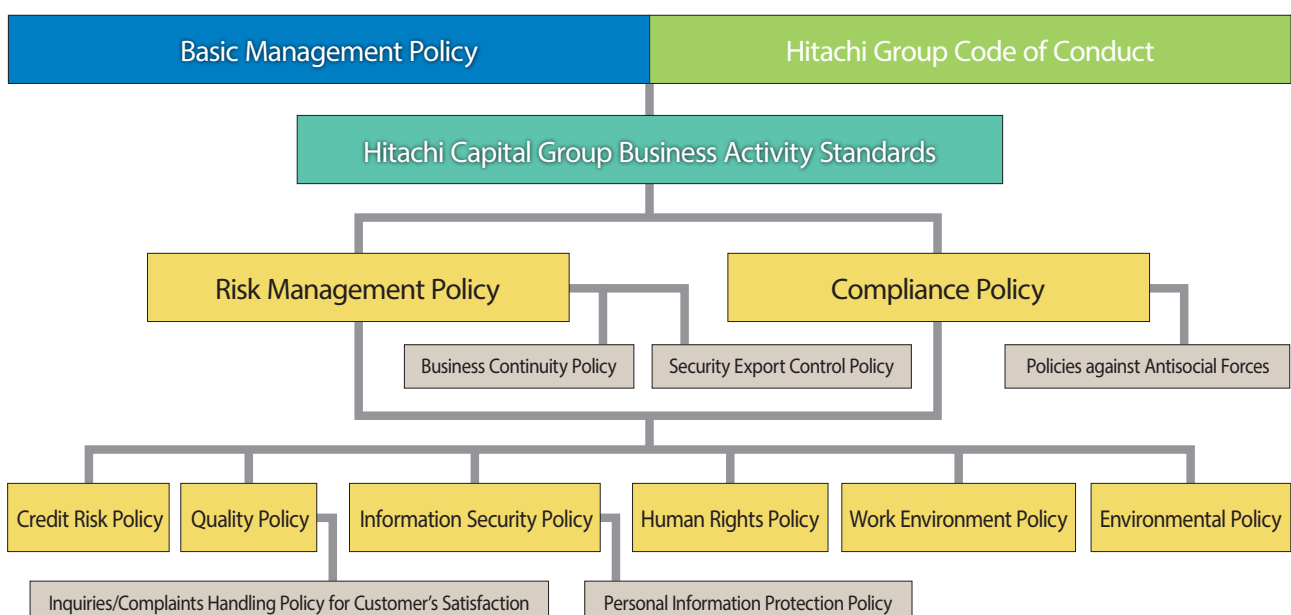 Basic Management Policy
Hitachi Group Code of Conduct
Hitachi Capital Group Business Activity Standards
Risk Management Policy
Compliance Policy
Business Continuity Policy
Security Export Control Policy
Policies against Antisocial Forces
Credit Risk Policy
Quality Policy
Information Security Policy
Human Rights Policy
Work Environment Policy
Environmental Policy
Inquiries/Complaints Handling Policy for Customer’s Satisfaction
Personal Information Protection Policy